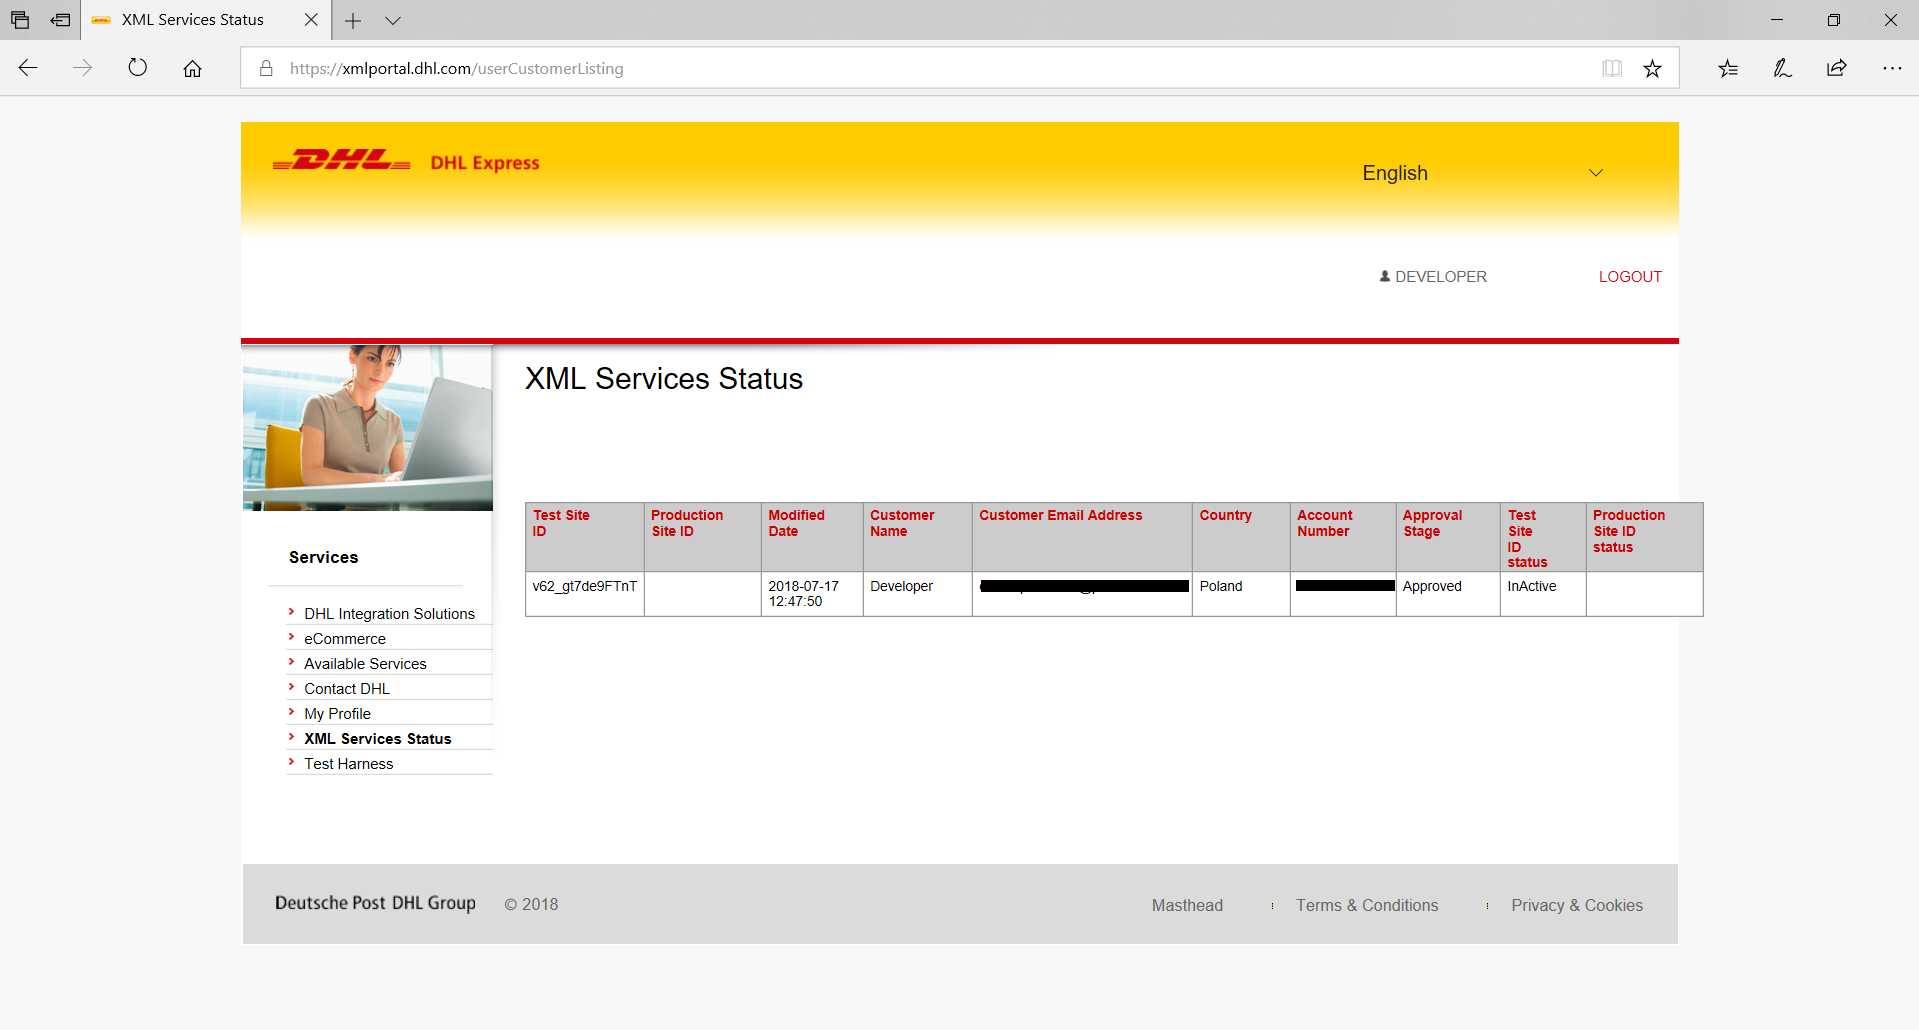 XML Services Status
https://xmlportal.dhl.com/userCustomerListing
DHL DHL Express
English
DEVELOPER
LOGOUT
XML Services Status
Test Site ID
Production Site ID
Modified Date
Customer Name
Customer Email Address
Country
Account Number
Approval Stage
Test Site ID status
Production Site ID status
v62_gt7de9FTnT
2018-07-17 12:47:50
Developer
Poland
Approved
InActive
Services
DHL Integration Solutions
eCommerce
Available Services
Contact DHL
My Profile
XML Services Status
Test Harness
Deutsche Post DHL Group © 2018
Masthead
Terms & Conditions
Privacy & Cookies